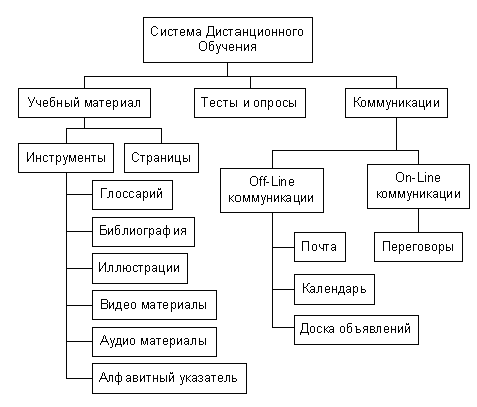 Система Дистанционного
Обучения
Учебный материал
Тесты и опросы
Коммуникации
Инструменты
Страницы
Off-Line
коммуникации
On-Line
коммуникации
Глоссарий
Библиография
Иллюстрации
Видео материалы
Аудио материалы
Алфавитный указатель
Почта
Календарь
Доска объявлений
Переговоры